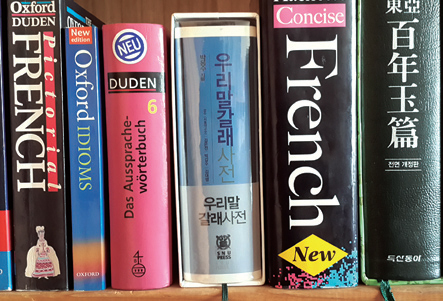 Oxford
DUDEN
Pictorial
FRENCH
New
edition
Oxford IDIOMS
OXFORD
NEU
DUDEN
6
Das Aussprache-
wörterbuch
우리말갈래
사전
우리말
갈래사전
PRESS
Concise
French
New
東亞
百年玉篇
전면 개정판
두산동아